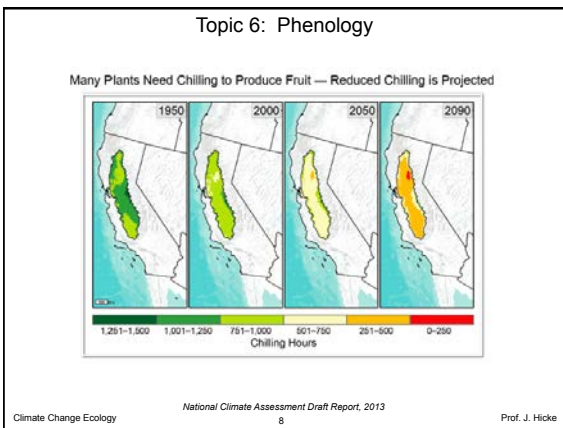 Topic 6: Phenology
Many Plants Need Chilling to Produce Fruit — Reduced Chilling is Projected
1950 2000 2050 2090
1,251–1,500 1,001–1,250 751–1,000 501–750 251–500 0–250
Chilling Hours
National Climate Assessment Draft Report, 2013
Climate Change Ecology 8 Prof. J. Hicke